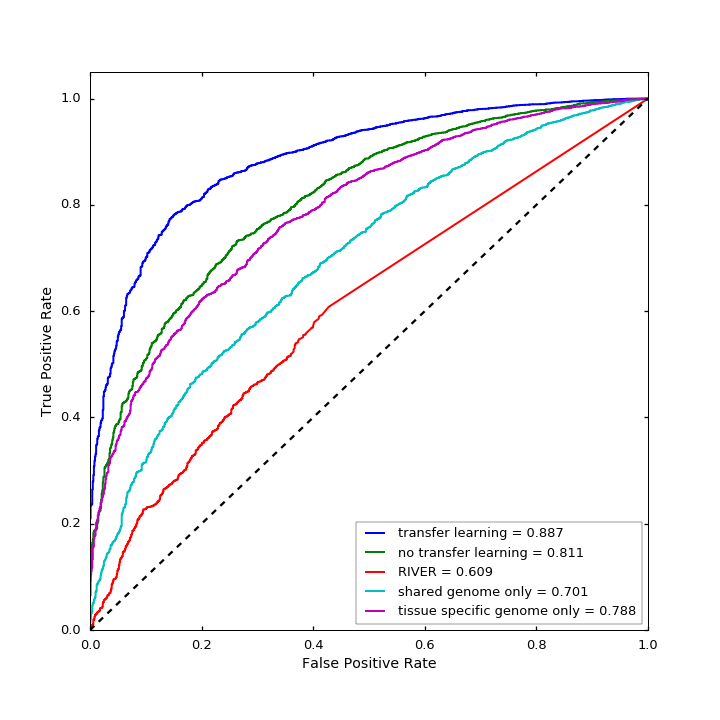 1.0
0.8
0.6
0.4
0.2
0.0
True Positive Rate
transfer learning = 0.887
no transfer learning = 0.811
RIVER = 0.609
shared genome only = 0.701
tissue specific genome only = 0.788
0.0 0.2 0.4 0.6 0.8 1.0
False Positive Rate